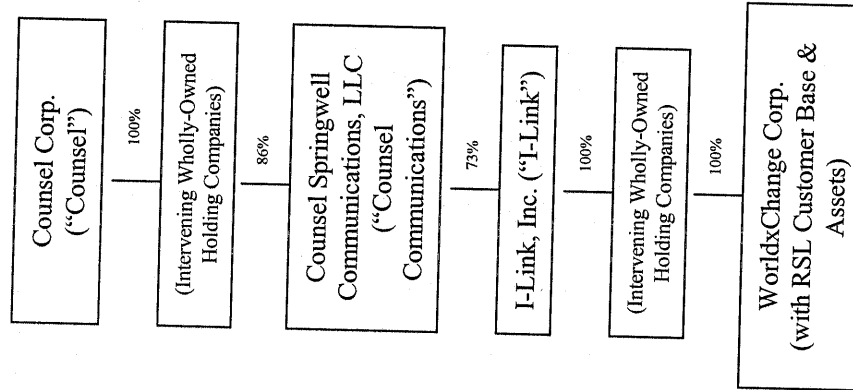 Counsel Corp.
(“Counsel”)
100%
(Intervening Wholly-Owned
Holding Companies)
86%
Counsel Springwell
Communications, LLC
(“Counsel
Communications”)
73%
I-Link, Inc. (“I-Link”)
100%
(Intervening Wholly-Owned
Holding Companies)
100%
WorldxChange Corp.
(with RSL Customer Base &
Assets)